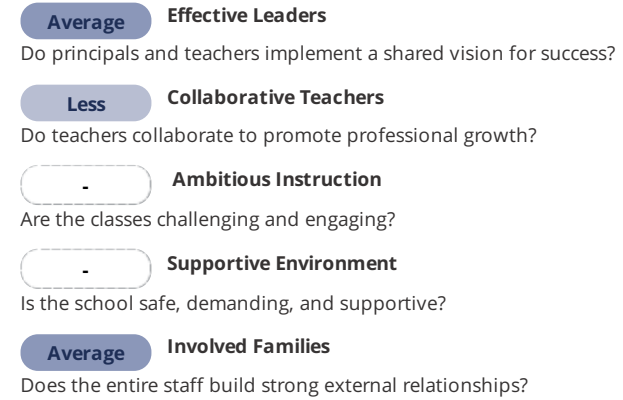 Average Effective Leaders
Do principals and teachers implement a shared vision for success?
Less Collaborative Teachers
Do teachers collaborate to promote professional growth?
- Ambitious Instruction
Are the classes challenging and engaging?
- Supportive Environment
Is the school safe, demanding, and supportive?
Average Involved Families
Does the entire staff build strong external relationships?